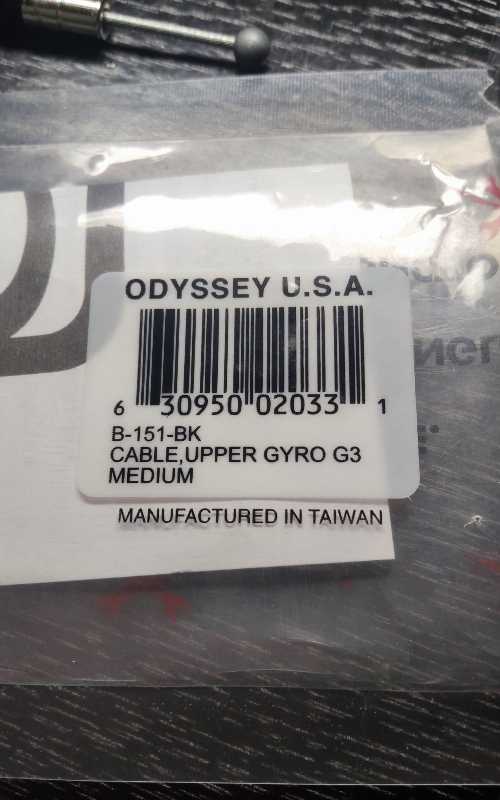 ODYSSEY U.S.A.
6 30950 02033 1
B-151-BK
CABLE,UPPER GYRO G3
MEDIUM
MANUFACTURED IN TAIWAN